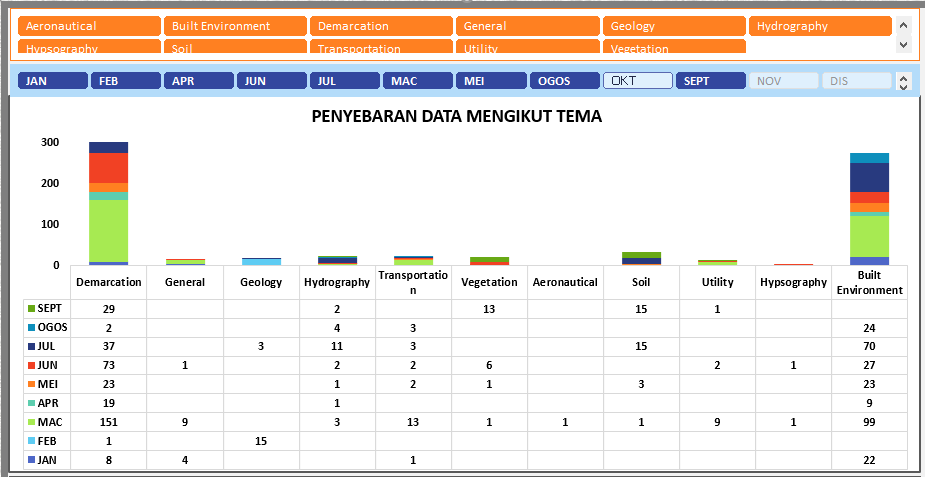 Aeronautical Built Environment Demarcation General Geology Hydrography
Hypsography Soil Transportation Utility Vegetation
JAN FEB APR JUN JUL MAC MEI OGOS OKT SEPT NOV DIS
PENYEBARAN DATA MENGIKUT TEMA
300
200
100
0
Demarcation General Geology Hydrography Transportatio
n Vegetation Aeronautical Soil Utility Hypsography Built
Environment
SEPT 29 2 13 15 1
OGOS 2 4 3 24
JUL 37 3 11 3 15 70
JUN 73 1 2 2 6 2 1 27
MEI 23 1 2 1 3 23
APR 19 1 9
MAC 151 9 3 13 1 1 1 9 1 99
FEB 1 15
JAN 8 4 1 22